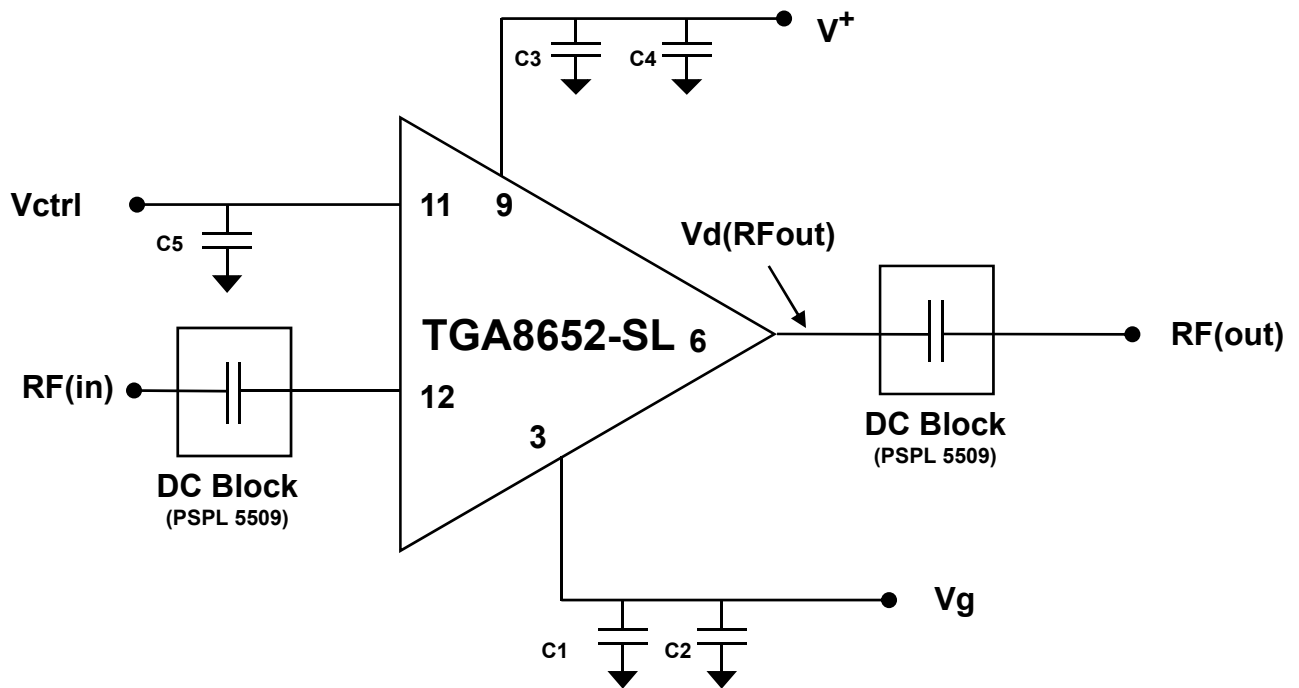 V+
C3
C4
Vctrl
11
9
C5
Vd(RFout)
TGA8652-SL 6
RF(out)
RF(in)
12
3
DC Block
(PSPL 5509)
DC Block
(PSPL 5509)
Vg
C1
C2